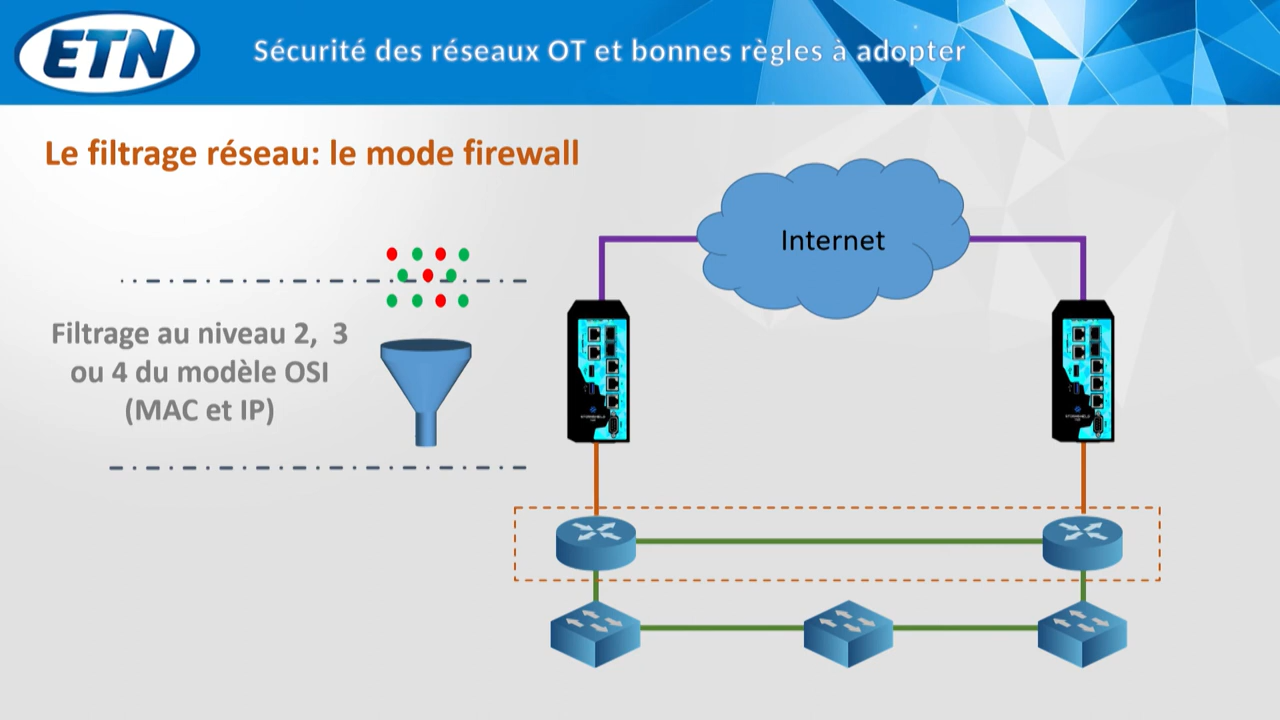 ETN
Sécurité des réseaux OT et bonnes règles à adopter
Le filtrage réseau: le mode firewall
Internet
Filtrage au niveau 2, 3
ou 4 du modèle OSI
(MAC et IP)